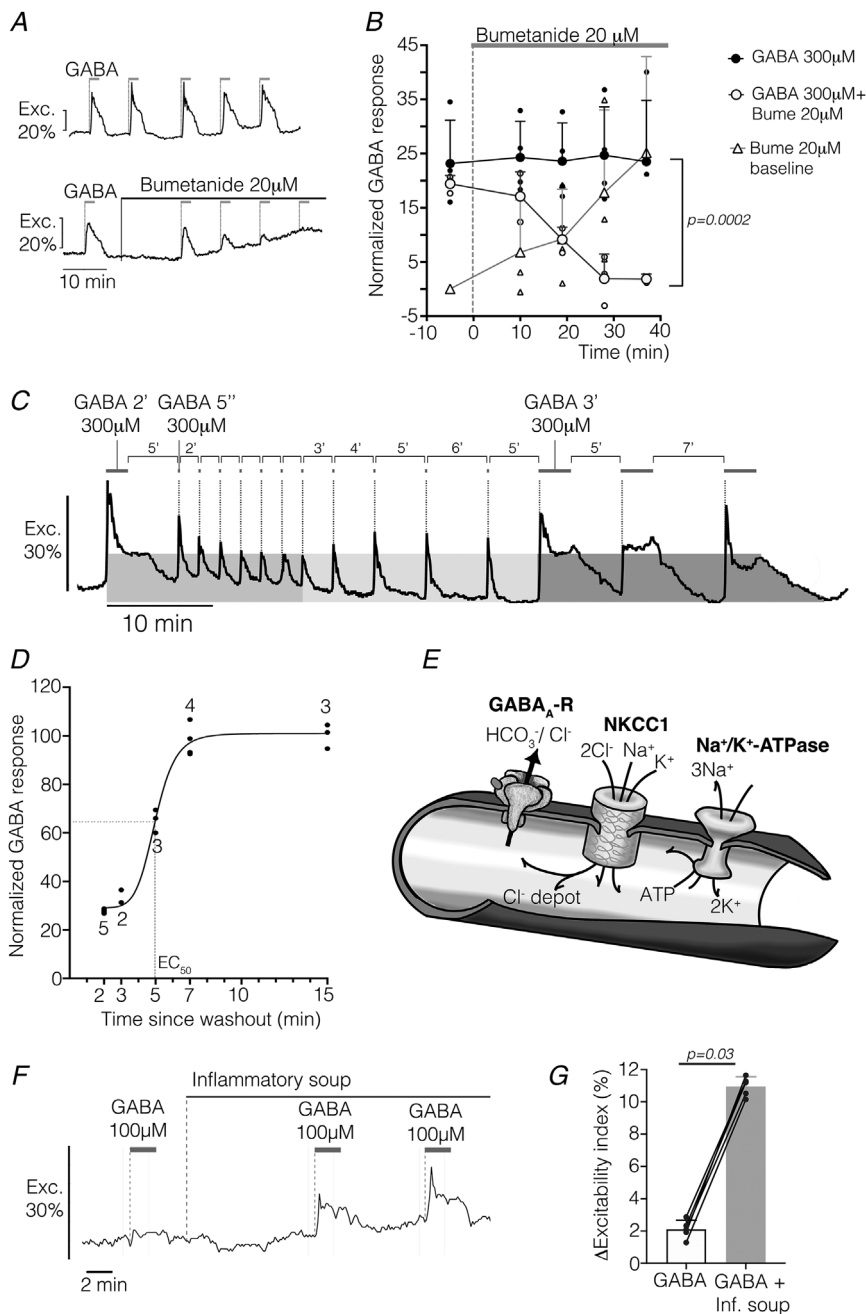 A
GABA
Exc.
20%
GABA
Bumetanide 20µM
Exc.
20%
10 min
B
Bumetanide 20 µM
Normalized GABA response
45
35
25
15
5
-5
-10
0
10
20
30
40
Time (min)
p=0.0002
GABA 300µM
GABA 300µM+
Bume 20µM
Bume 20µM
baseline
C
GABA 2' GABA 5'' GABA 3'
300µM 300µM 300µM
5' 2' 3' 4' 5' 6' 5' 5' 7'
Exc.
30%
10 min
D
Normalized GABA response
120
100
80
60
40
20
0
5
2
3
4
3
EC50
2 3 5 7 10 15
Time since washout (min)
E
GABAA-R
HCO3-/ Cl-
NKCC1
2Cl- Na+
K+
Na+/K+-ATPase
3Na+
Cl- depot
ATP
2K+
F
Inflammatory soup
GABA GABA GABA
100µM 100µM 100µM
Exc.
30%
2 min
G
p=0.03
ΔExcitability index (%)
12
10
8
6
4
2
0
GABA GABA +
Inf. soup